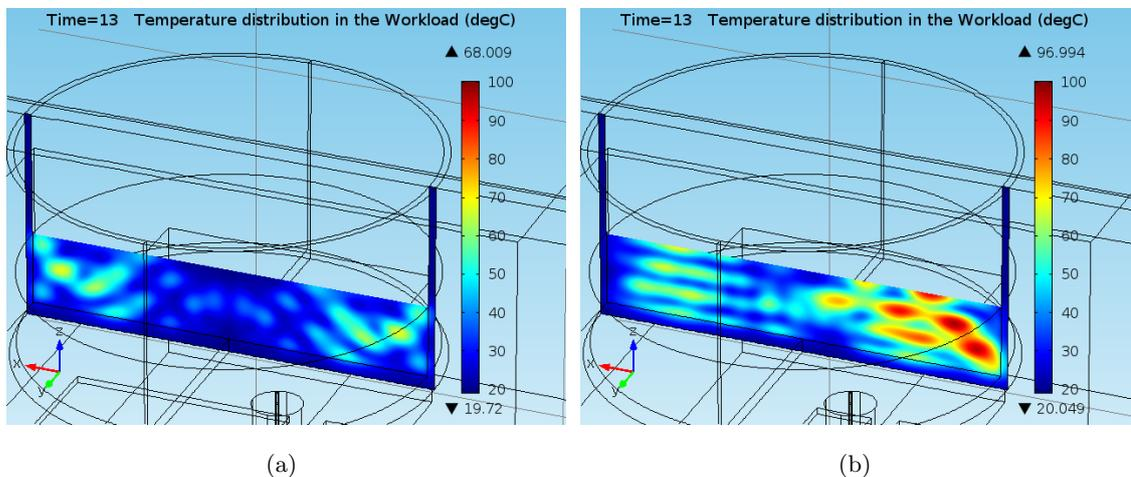 Time=13 Temperature distribution in the Workload (degC)
▲ 68.009
100
90
80
70
60
50
40
30
20
▼ 19.72
x
z
y
(a)
Time=13 Temperature distribution in the Workload (degC)
▲ 96.994
100
90
80
70
60
50
40
30
20
▼ 20.049
x
z
y
(b)